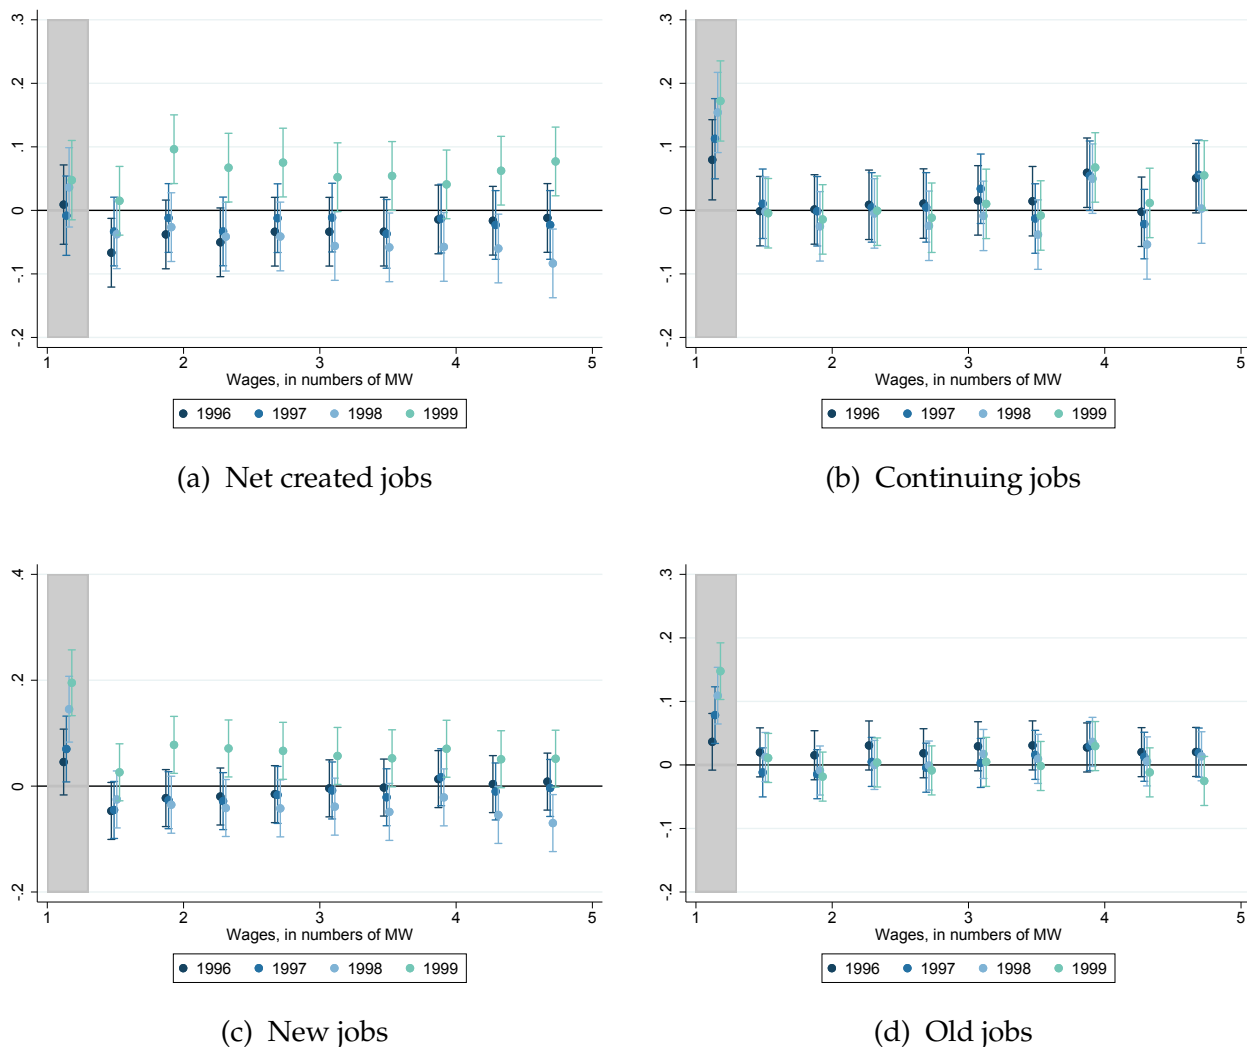 .3
.2
.1
0
-.1
-.2
1 2 3 4 5
Wages, in numbers of MW
1996 1997 1998 1999
(a) Net created jobs
.3
.2
.1
0
-.1
-.2
1 2 3 4 5
Wages, in numbers of MW
1996 1997 1998 1999
(b) Continuing jobs
.4
.2
0
-.2
1 2 3 4 5
Wages, in numbers of MW
1996 1997 1998 1999
(c) New jobs
.3
.2
.1
0
-.1
-.2
1 2 3 4 5
Wages, in numbers of MW
1996 1997 1998 1999
(d) Old jobs